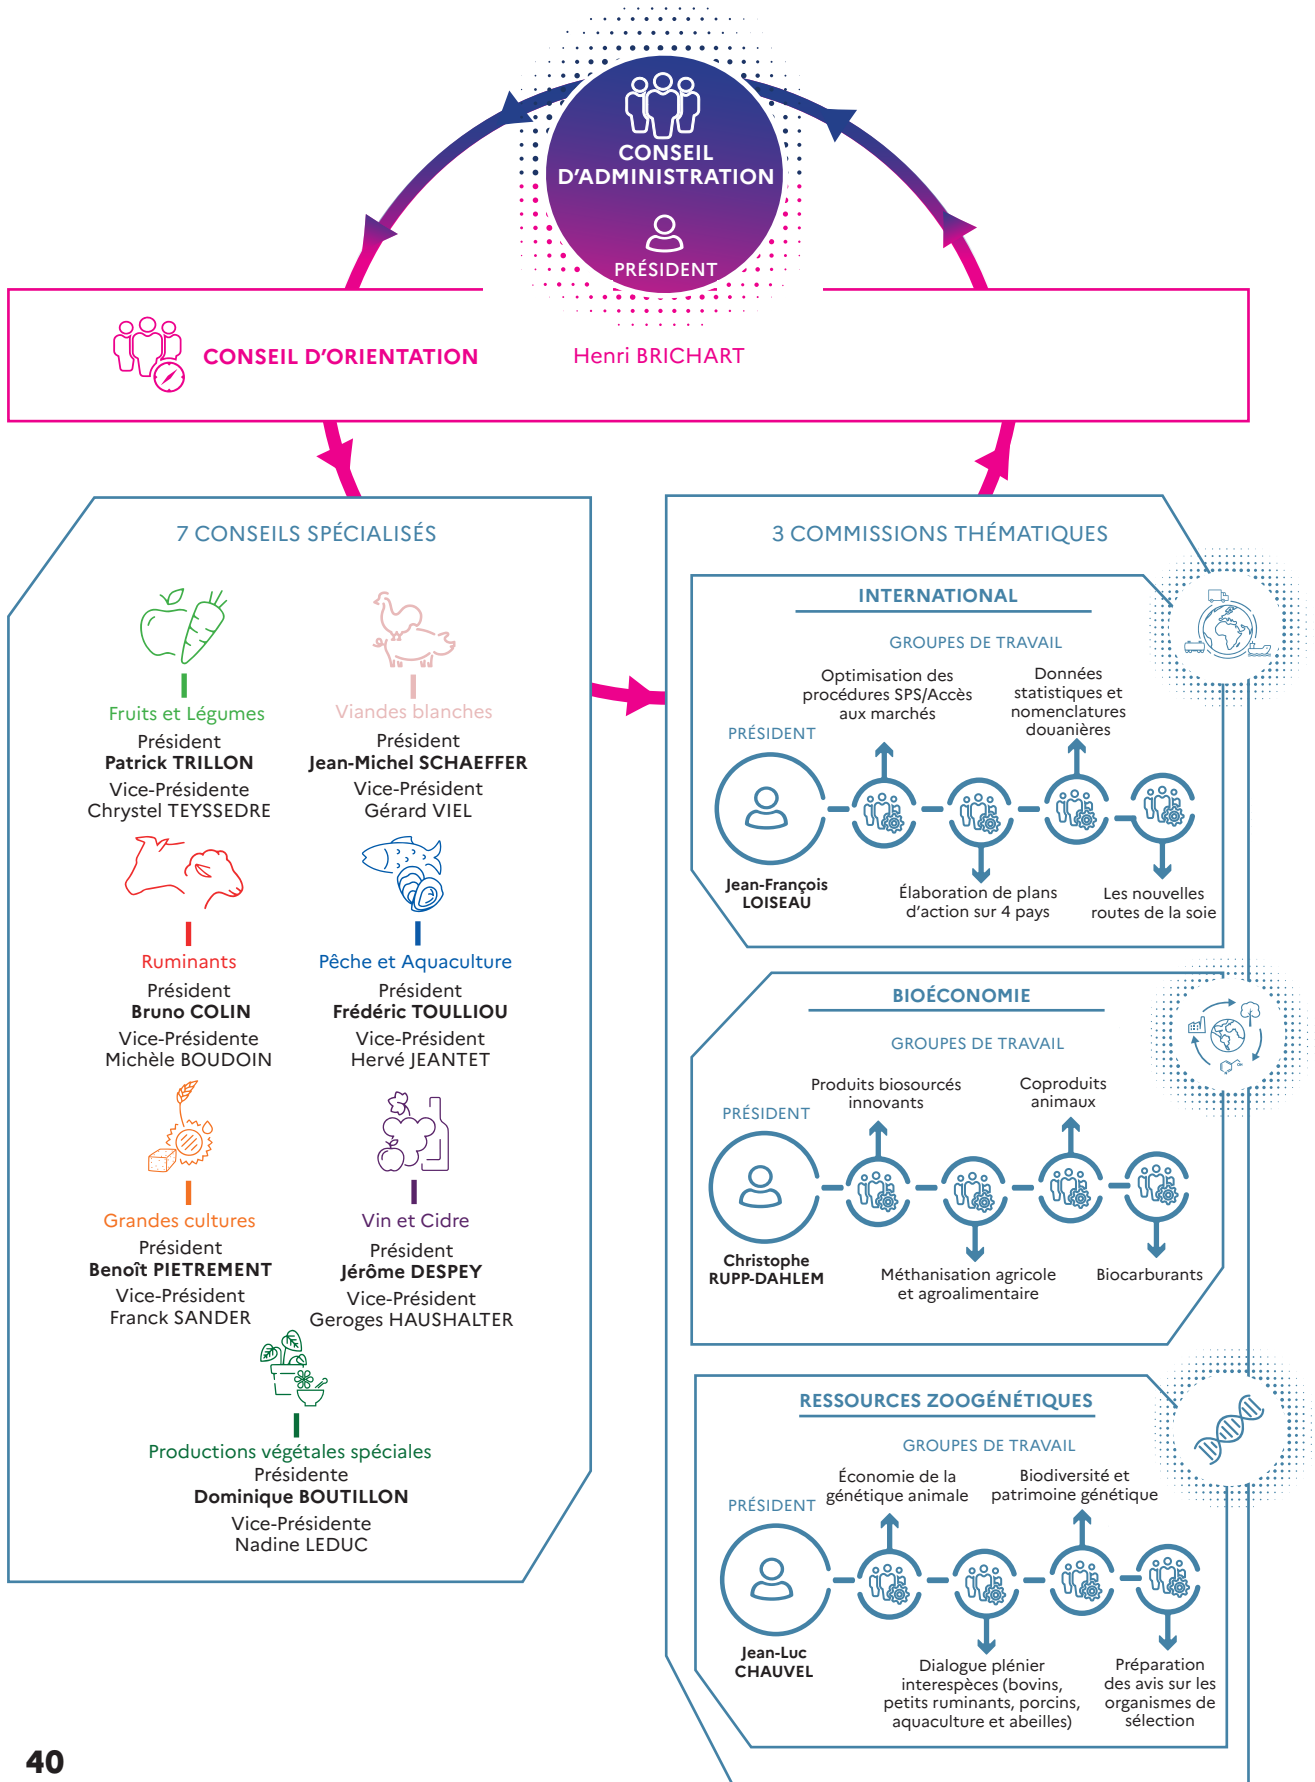 CONSEIL
D'ADMINISTRATION
PRÉSIDENT
CONSEIL D'ORIENTATION
Henri BRICHART
7 CONSEILS SPÉCIALISÉS
Fruits et Légumes
Président
Patrick TRILLON
Vice-Présidente
Chrystel TEYSSEDRE
Viandes blanches
Président
Jean-Michel SCHAEFFER
Vice-Président
Gérard VIEL
Ruminants
Président
Bruno COLIN
Vice-Présidente
Michèle BOUDOIN
Pêche et Aquaculture
Président
Frédéric TOULLIOU
Vice-Président
Hervé JEANTET
Grandes cultures
Président
Benoît PIETREMENT
Vice-Président
Franck SANDER
Vin et Cidre
Président
Jérôme DESPEY
Vice-Président
Geroges HAUSHALTER
Productions végétales spéciales
Présidente
Dominique BOUTILLON
Vice-Présidente
Nadine LEDUC
3 COMMISSIONS THÉMATIQUES
INTERNATIONAL
GROUPES DE TRAVAIL
Optimisation des
procédures SPS/Accès
aux marchés
Données
statistiques et
nomenclatures
douanières
PRÉSIDENT
Jean-François
LOISEAU
Élaboration de plans
d'action sur 4 pays
Les nouvelles
routes de la soie
BIOÉCONOMIE
GROUPES DE TRAVAIL
Produits biosourcés
innovants
Coproduits
animaux
PRÉSIDENT
Christophe
RUPP-DAHLEM
Méthanisation agricole
et agroalimentaire
Biocarburants
RESSOURCES ZOOGÉNÉTIQUES
GROUPES DE TRAVAIL
Économie de la
génétique animale
Biodiversité et
patrimoine génétique
PRÉSIDENT
Jean-Luc
CHAUVEL
Dialogue plénier
interespèces (bovins,
petits ruminants, porcins,
aquaculture et abeilles)
Préparation
des avis sur les
organismes de
sélection
40